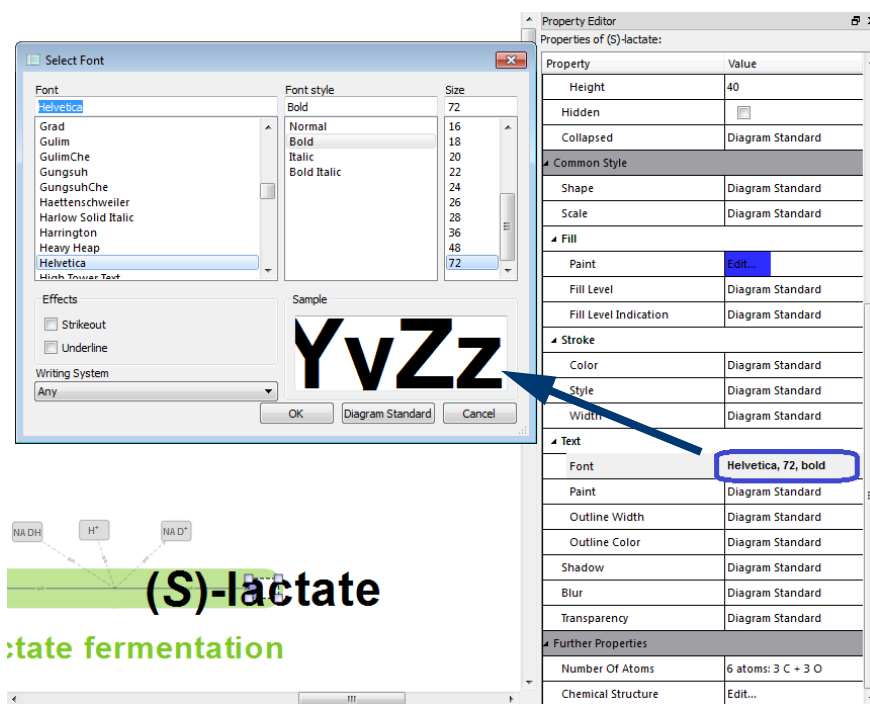 Property Editor
Properties of (S)-lactate:
Property Value
Height 40
Hidden
Collapsed Diagram Standard
Common Style
Shape Diagram Standard
Scale Diagram Standard
Fill
Paint Edit...
Fill Level Diagram Standard
Fill Level Indication Diagram Standard
Stroke
Color Diagram Standard
Style Diagram Standard
Width Diagram Standard
Text
Font Helvetica, 72, bold
Paint Diagram Standard
Outline Width Diagram Standard
Outline Color Diagram Standard
Shadow Diagram Standard
Blur Diagram Standard
Transparency Diagram Standard
Further Properties
Number Of Atoms 6 atoms: 3 C + 3 O
Chemical Structure Edit...
Select Font
Font Font style Size
Helvetica Bold 72
Grad Normal 16
Gulim Bold 18
GulimChe Italic 20
Gungsuh Bold Italic 22
GungsuhChe 24
Haettenschweiler 26
Harlow Solid Italic 28
Harrington 36
Heavy Heap 48
Helvetica 72
High Tower Text
Effects Sample
Strikeout
Underline
YvZz
Writing System
Any
OK Diagram Standard Cancel
NADH H+ NAD+
(S)-lactate
ctate fermentation